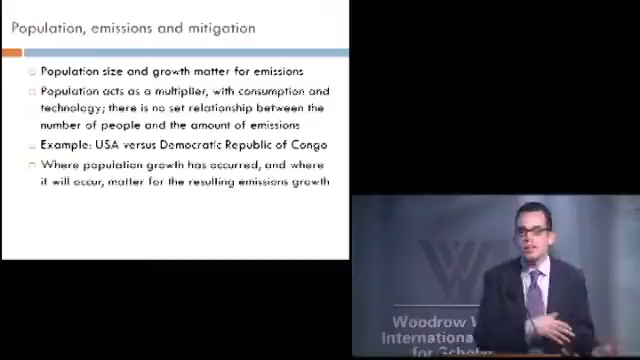 Population, emissions and mitigation
Population size and growth matter for emissions
Population acts as a multiplier, with consumption and
technology; there is no set relationship between the
number of people and the amount of emissions
Example: USA versus Democratic Republic of Congo
Where population growth has occurred, and where
it will occur, matter for the resulting emissions growth
W
Woodrow W
International
for Schol